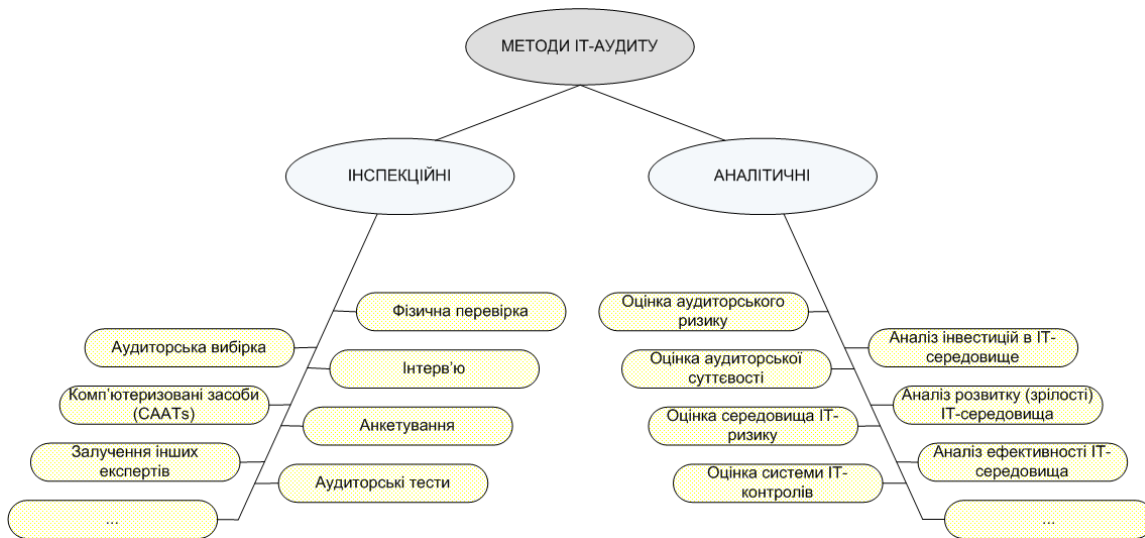 МЕТОДИ ІТ-АУДИТУ
ІНСПЕКЦІЙНІ
АНАЛІТИЧНІ
Фізична перевірка
Аудиторська вибірка
Інтерв’ю
Комп’ютеризовані засоби
(CAATs)
Анкетування
Залучення інших
експертів
Аудиторські тести
...
Оцінка аудиторського
ризику
Аналіз інвестицій в ІТ-
середовище
Оцінка аудиторської
суттєвості
Аналіз розвитку (зрілості)
ІТ-середовища
Оцінка середовища ІТ-
ризику
Аналіз ефективності ІТ-
середовища
Оцінка системи ІТ-
контролів
...